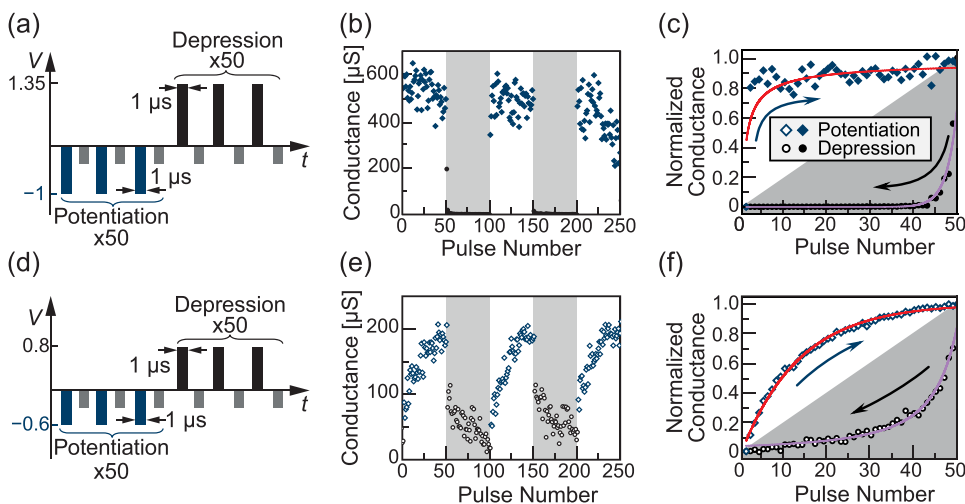 (a)
V
1.35
−1
Depression
x50
1 µs
1 µs
t
Potentiation
x50
(b)
Conductance [µS]
600
400
200
0
0 50 100 150 200 250
Pulse Number
(c)
Normalized
Conductance
1.0
0.8
0.6
0.4
0.2
0
Potentiation
Depression
0 10 20 30 40 50
Pulse Number
(d)
V
0.8
−0.6
Depression
x50
1 µs
1 µs
t
Potentiation
x50
(e)
Conductance [µS]
200
100
0
0 50 100 150 200 250
Pulse Number
(f)
Normalized
Conductance
1.0
0.8
0.6
0.4
0.2
0
0 10 20 30 40 50
Pulse Number